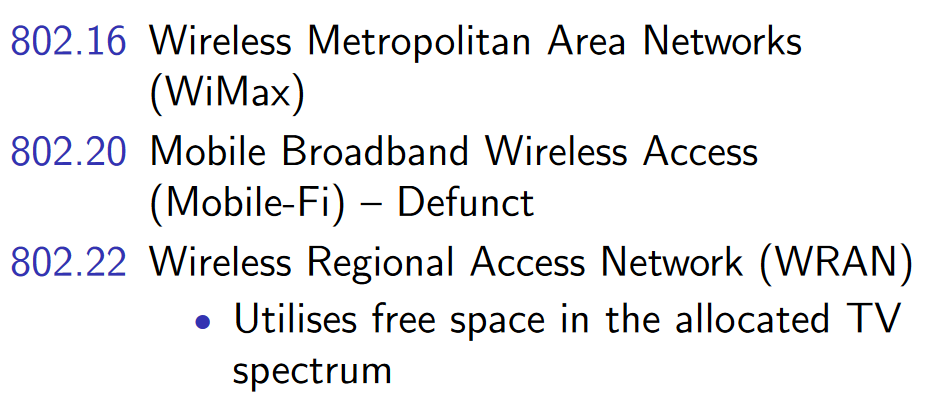 802.16 Wireless Metropolitan Area Networks
(WiMax)
802.20 Mobile Broadband Wireless Access
(Mobile-Fi) – Defunct
802.22 Wireless Regional Access Network (WRAN)
• Utilises free space in the allocated TV
spectrum